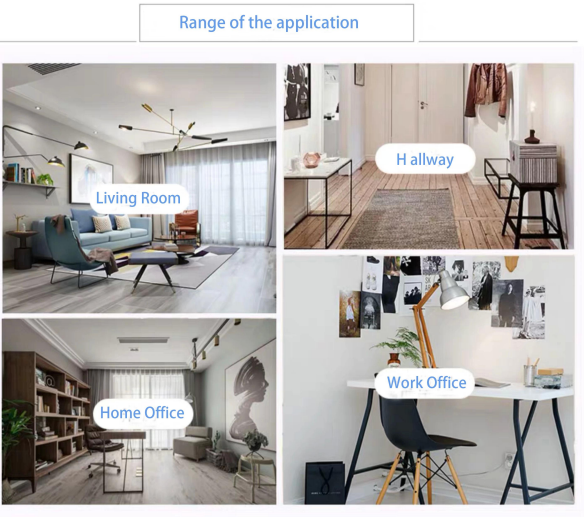 Range of the application
Living Room
H allway
Home Office
Work Office